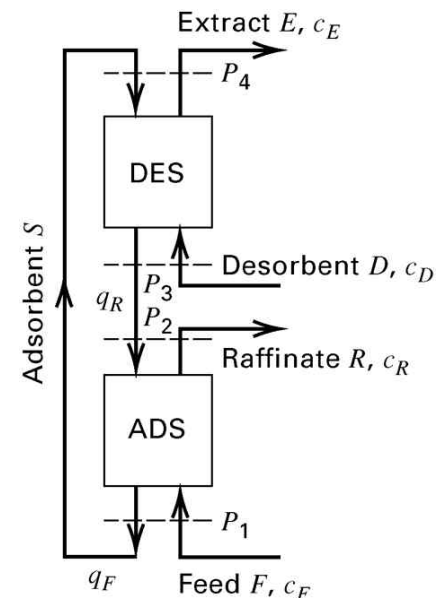 Extract E, c_E
P_4
DES
Adsorbent S
Desorbent D, c_D
P_3
q_R
P_2
Raffinate R, c_R
ADS
P_1
q_F
Feed F, c_F